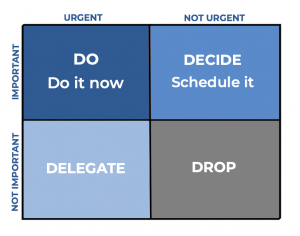 URGENT
NOT URGENT
IMPORTANT
DO
Do it now
DECIDE
Schedule it
NOT IMPORTANT
DELEGATE
DROP